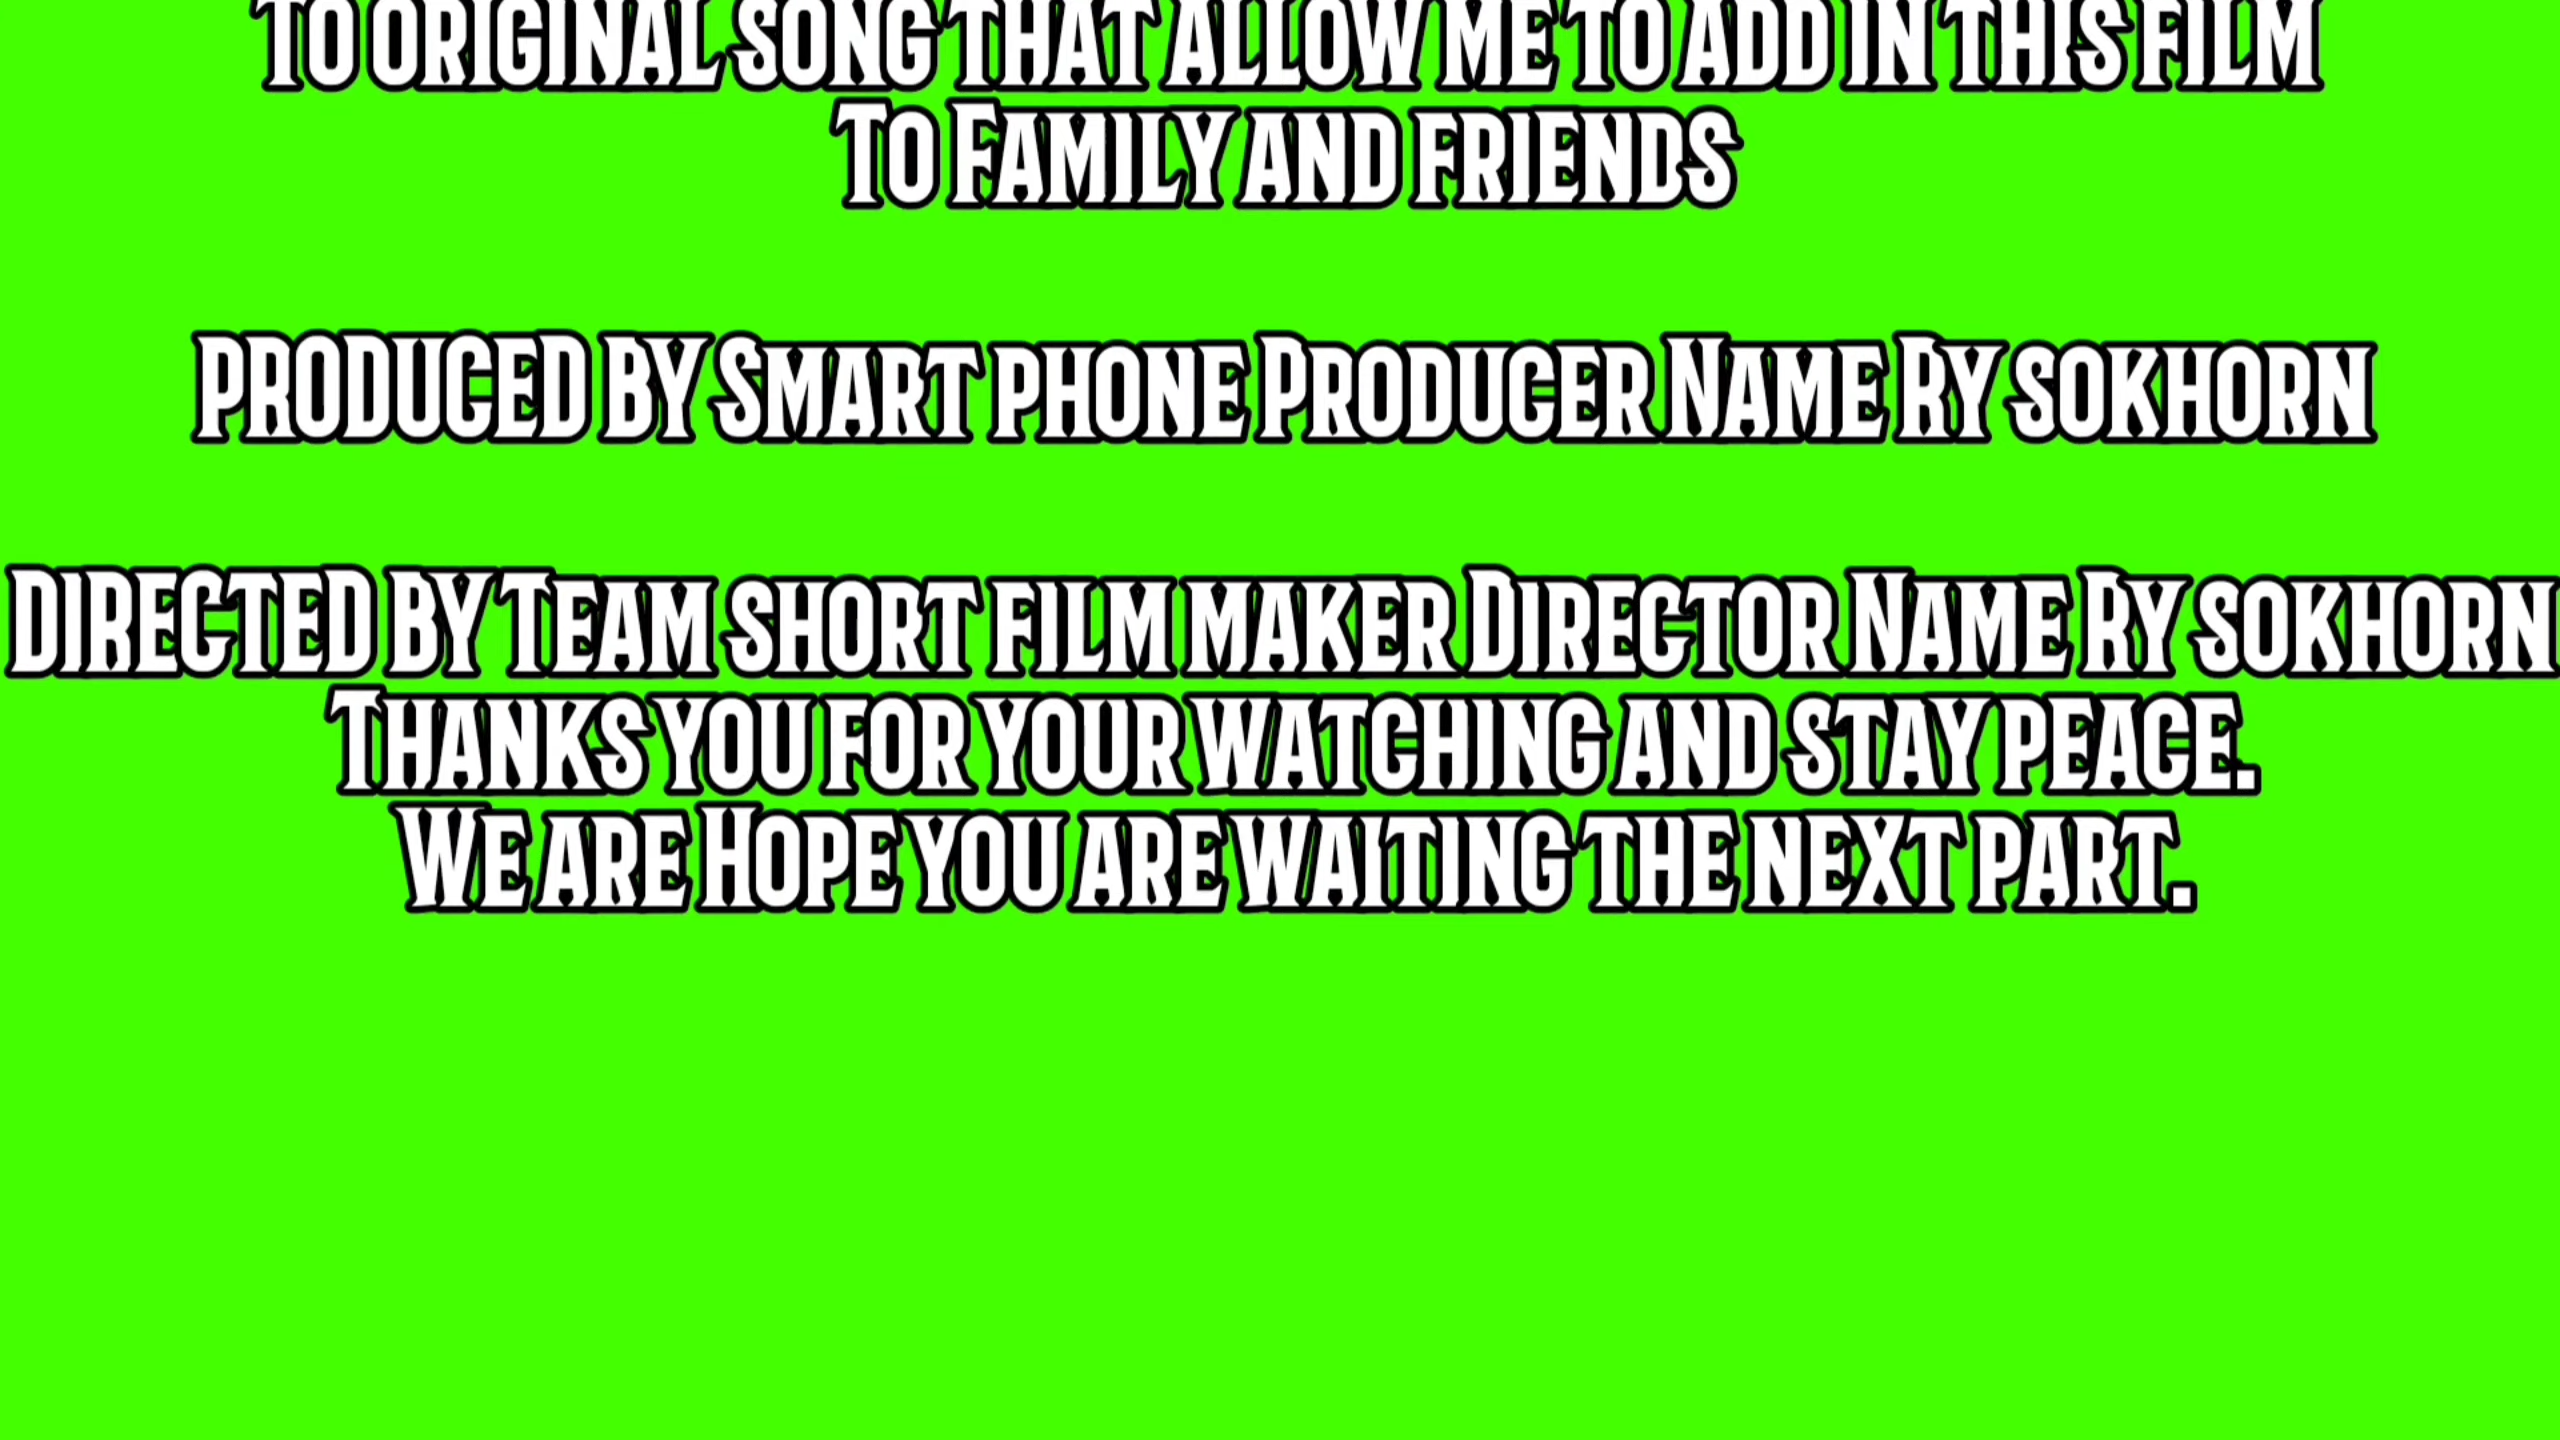 To original song that allow me to add in this film
To Family and friends
produced by Smart phone Producer Name Ry sokhorn
directed by Team short film maker Director Name Ry sokhorn
Thanks you for your watching and stay peace.
We are Hope you are waiting the next part.